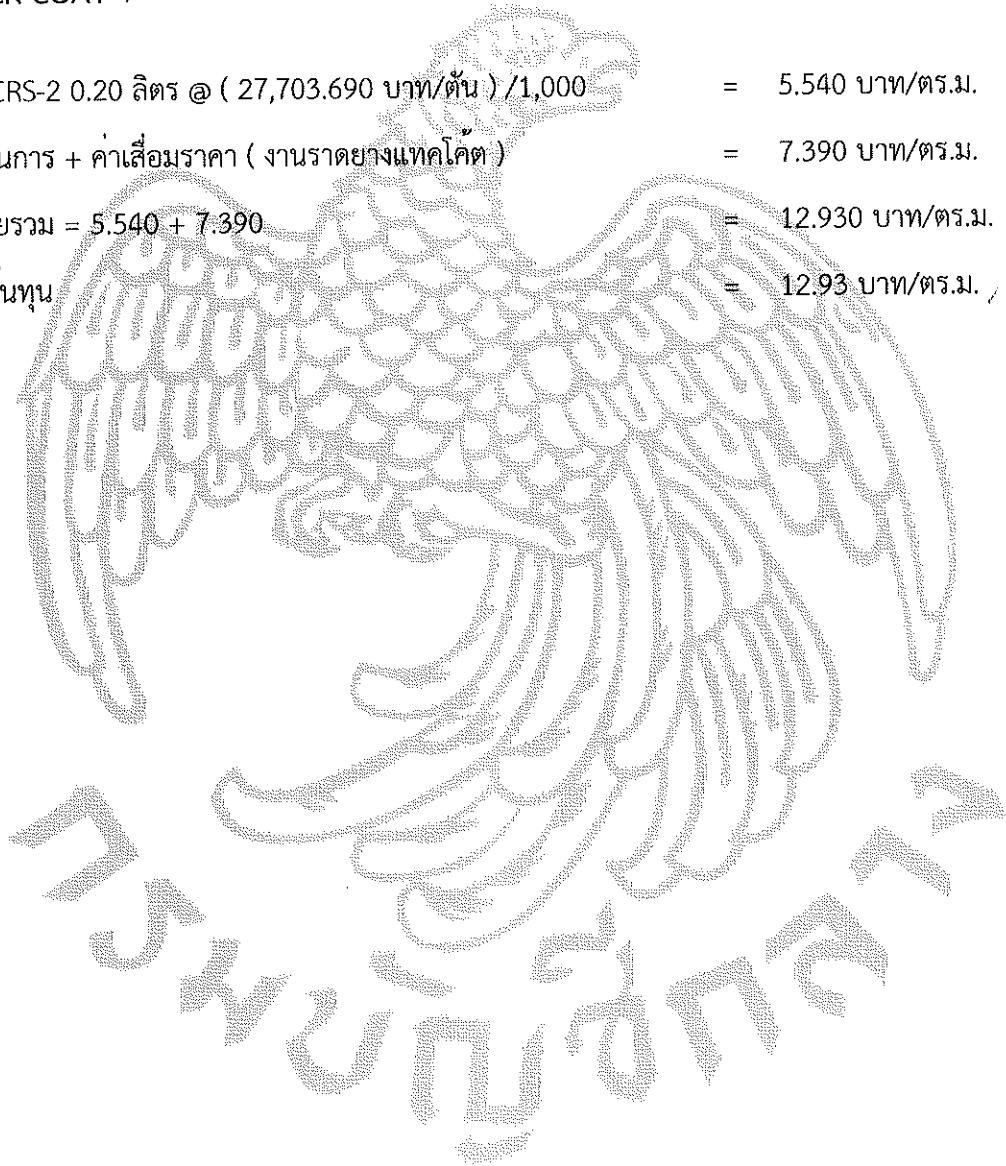 CK COAT :
CRS-2 0.20 ลิตร @ ( 27,703.690 บาท/ตัน ) /1,000 = 5.540 บาท/ตร.ม.
นการ + ค่าเสื่อมราคา ( งานราดยางแทคโค้ต ) = 7.390 บาท/ตร.ม.
ยรวม = 5.540 + 7.390 = 12.930 บาท/ตร.ม.
้นทุน = 12.93 บาท/ตร.ม.
กรมบัญชีกลาง